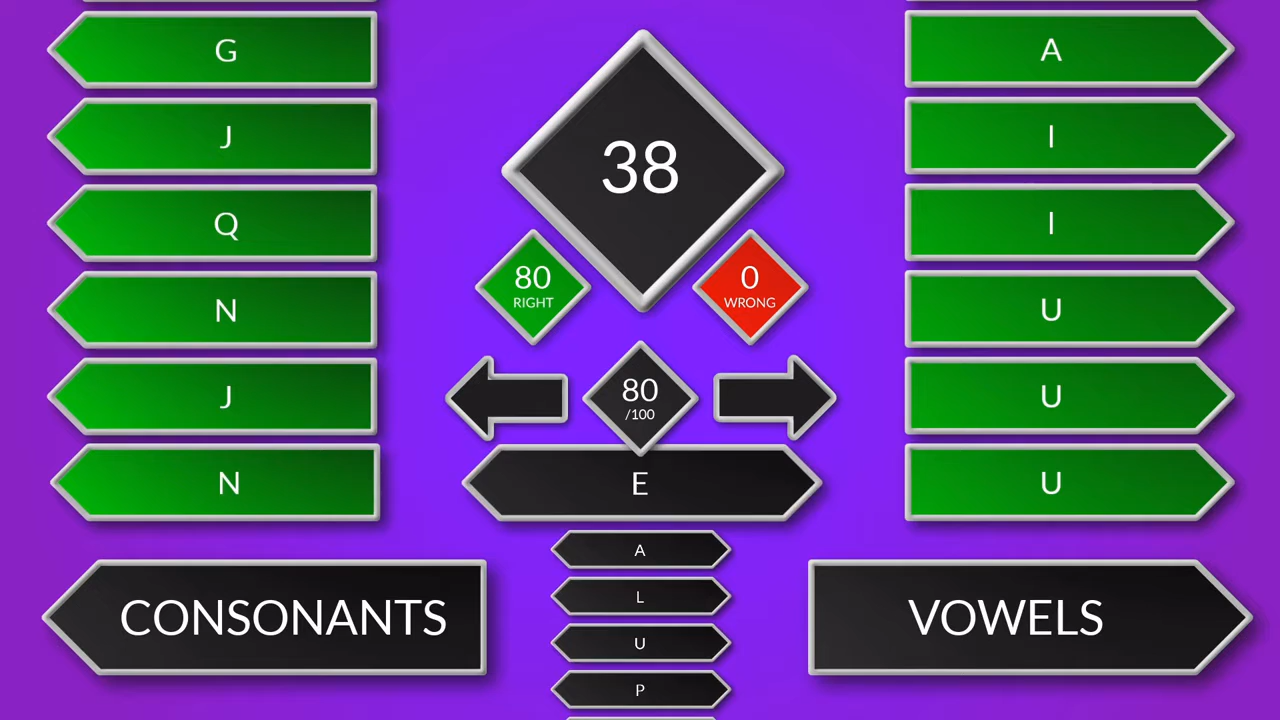 G
J
Q
N
J
N
CONSONANTS
38
80
RIGHT
0
WRONG
80
/100
E
A
L
U
P
A
I
I
U
U
U
VOWELS